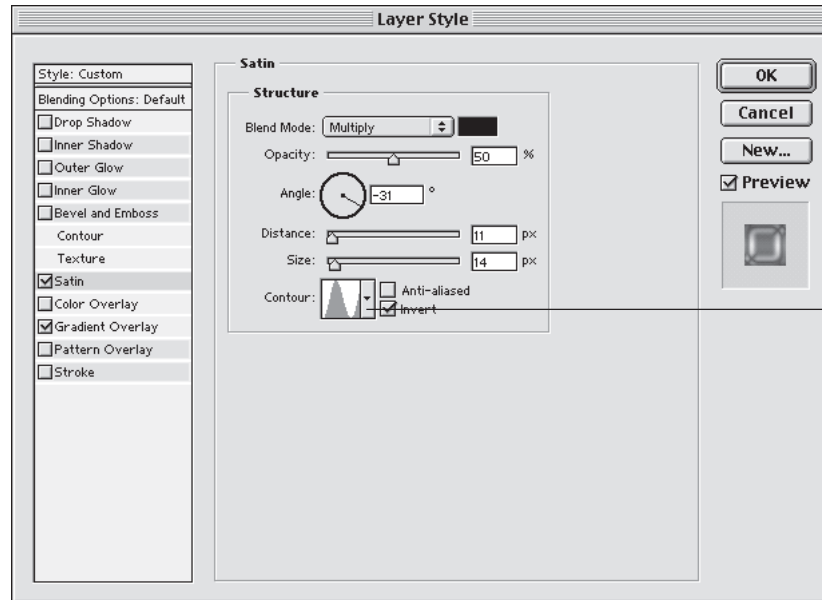 Layer Style
Style: Custom
Blending Options: Default
Drop Shadow
Inner Shadow
Outer Glow
Inner Glow
Bevel and Emboss
Contour
Texture
Satin
Color Overlay
Gradient Overlay
Pattern Overlay
Stroke
Satin
Structure
Blend Mode: Multiply
Opacity: 50 %
Angle: -31 °
Distance: 11 px
Size: 14 px
Contour: Anti-aliased
Invert
OK
Cancel
New...
Preview